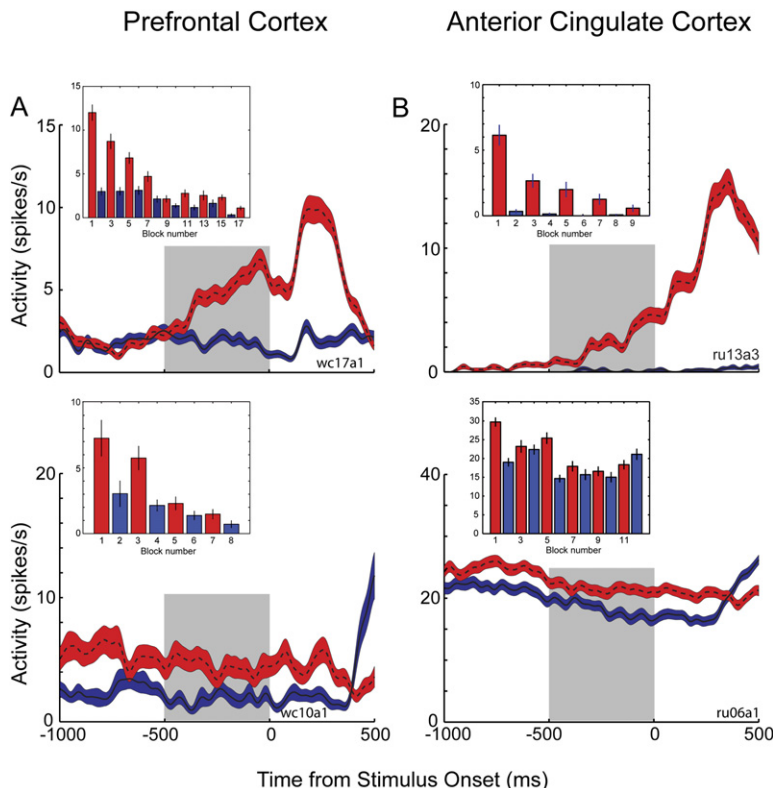 Prefrontal Cortex
Anterior Cingulate Cortex
A
Activity (spikes/s)
15
10
5
0
15
10
5
0
1 3 5 7 9 11 13 15 17
Block number
wc17a1
B
Activity (spikes/s)
20
15
10
5
0
10
5
0
1 2 3 4 5 6 7 8 9
Block number
ru13a3
Activity (spikes/s)
10
5
0
10
5
0
1 2 3 4 5 6 7 8
Block number
wc10a1
-1000 -500 0 500
40
20
0
35
30
25
20
15
10
5
0
1 3 5 7 9 11
Block number
ru06a1
-1000 -500 0 500
Time from Stimulus Onset (ms)